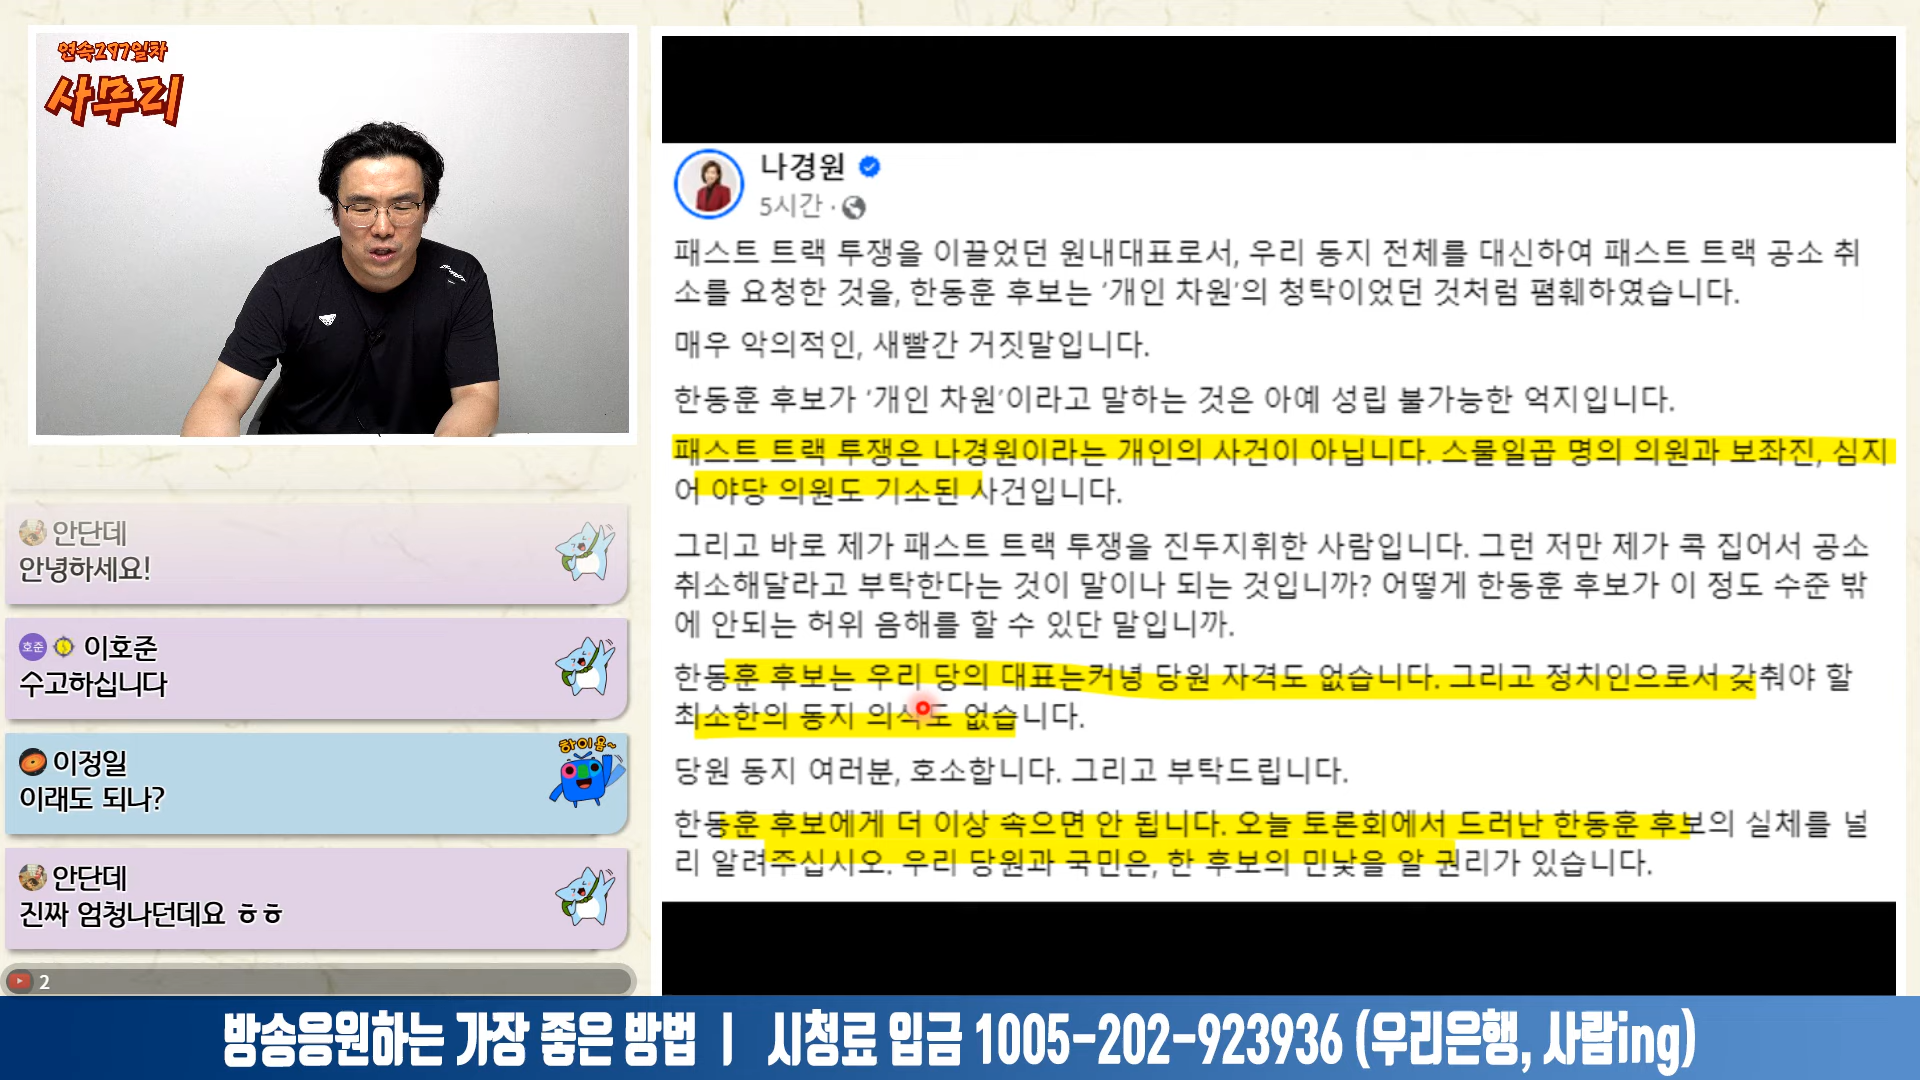 연속297일차
사무리
안단데
안녕하세요!
호준 이호준
수고하십니다
이정일
이래도 되나?
하이욤~
안단데
진짜 엄청나던데요 ㅎㅎ
2
나경원
5시간 ·
패스트 트랙 투쟁을 이끌었던 원내대표로서, 우리 동지 전체를 대신하여 패스트 트랙 공소 취
소를 요청한 것을, 한동훈 후보는 '개인 차원'의 청탁이었던 것처럼 폄훼하였습니다.
매우 악의적인, 새빨간 거짓말입니다.
한동훈 후보가 '개인 차원'이라고 말하는 것은 아예 성립 불가능한 억지입니다.
패스트 트랙 투쟁은 나경원이라는 개인의 사건이 아닙니다. 스물일곱 명의 의원과 보좌진, 심지
어 야당 의원도 기소된 사건입니다.
그리고 바로 제가 패스트 트랙 투쟁을 진두지휘한 사람입니다. 그런 저만 제가 콕 집어서 공소
취소해달라고 부탁한다는 것이 말이나 되는 것입니까? 어떻게 한동훈 후보가 이 정도 수준 밖
에 안되는 허위 음해를 할 수 있단 말입니까.
한동훈 후보는 우리 당의 대표는커녕 당원 자격도 없습니다. 그리고 정치인으로서 갖춰야 할
최소한의 동지 의식도 없습니다.
당원 동지 여러분, 호소합니다. 그리고 부탁드립니다.
한동훈 후보에게 더 이상 속으면 안 됩니다. 오늘 토론회에서 드러난 한동훈 후보의 실체를 널
리 알려주십시오. 우리 당원과 국민은, 한 후보의 민낯을 알 권리가 있습니다.
방송응원하는 가장 좋은 방법 | 시청료 입금 1005-202-923936 (우리은행, 사람ing)